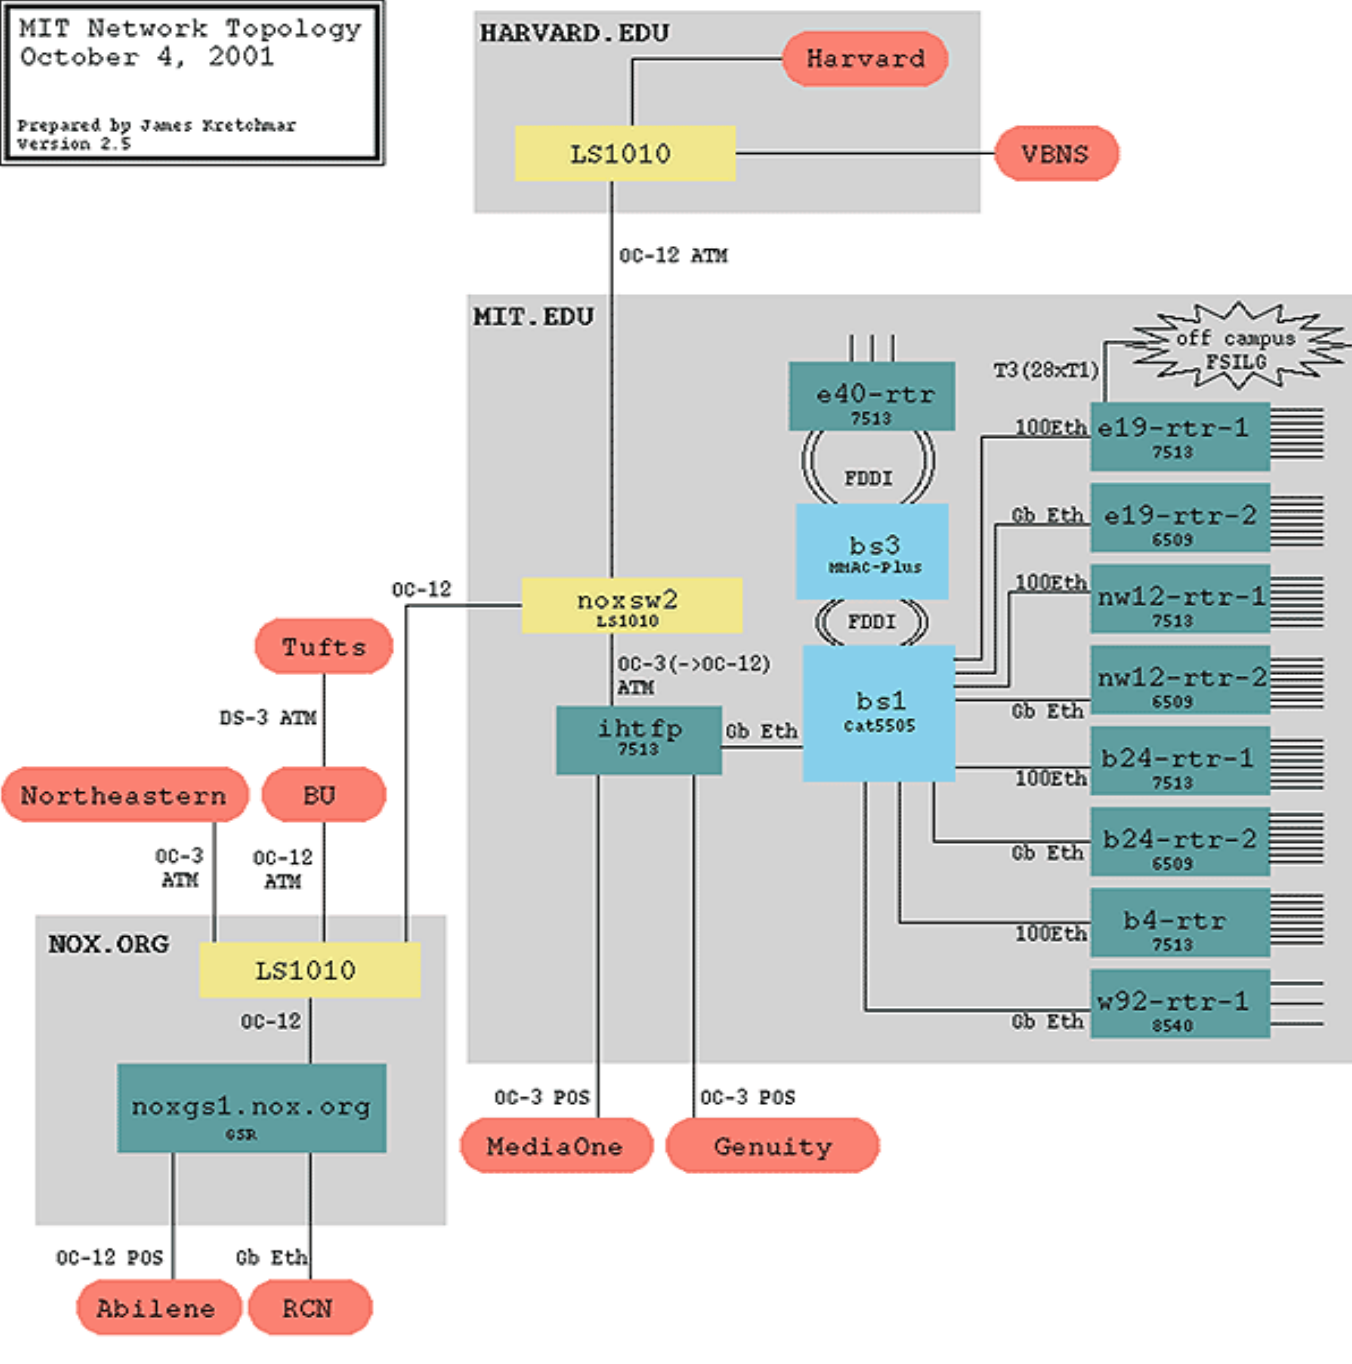 MIT Network Topology
October 4, 2001
Prepared by James Kretchmar
Version 2.5
HARVARD.EDU
Harvard
LS1010
VBNS
OC-12 ATM
MIT.EDU
off campus
FSILG
T3(28xT1)
e40-rtr
7513
FDDI
bs3
MMAC-Plus
FDDI
bs1
Cat5505
100Eth
e19-rtr-1
7513
Gb Eth
e19-rtr-2
6509
100Eth
nw12-rtr-1
7513
nw12-rtr-2
6509
Gb Eth
b24-rtr-1
7513
100Eth
b24-rtr-2
6509
Gb Eth
b4-rtr
7513
100Eth
w92-rtr-1
8540
Gb Eth
OC-12
noxsw2
LS1010
OC-3(->OC-12)
ATM
ihtfp
7513
Gb Eth
Tufts
DS-3 ATM
Northeastern
BU
OC-3
ATM
OC-12
ATM
NOX.ORG
LS1010
OC-12
noxgs1.nox.org
GSR
OC-3 POS
OC-3 POS
MediaOne
Genuity
OC-12 POS
Gb Eth
Abilene
RCN